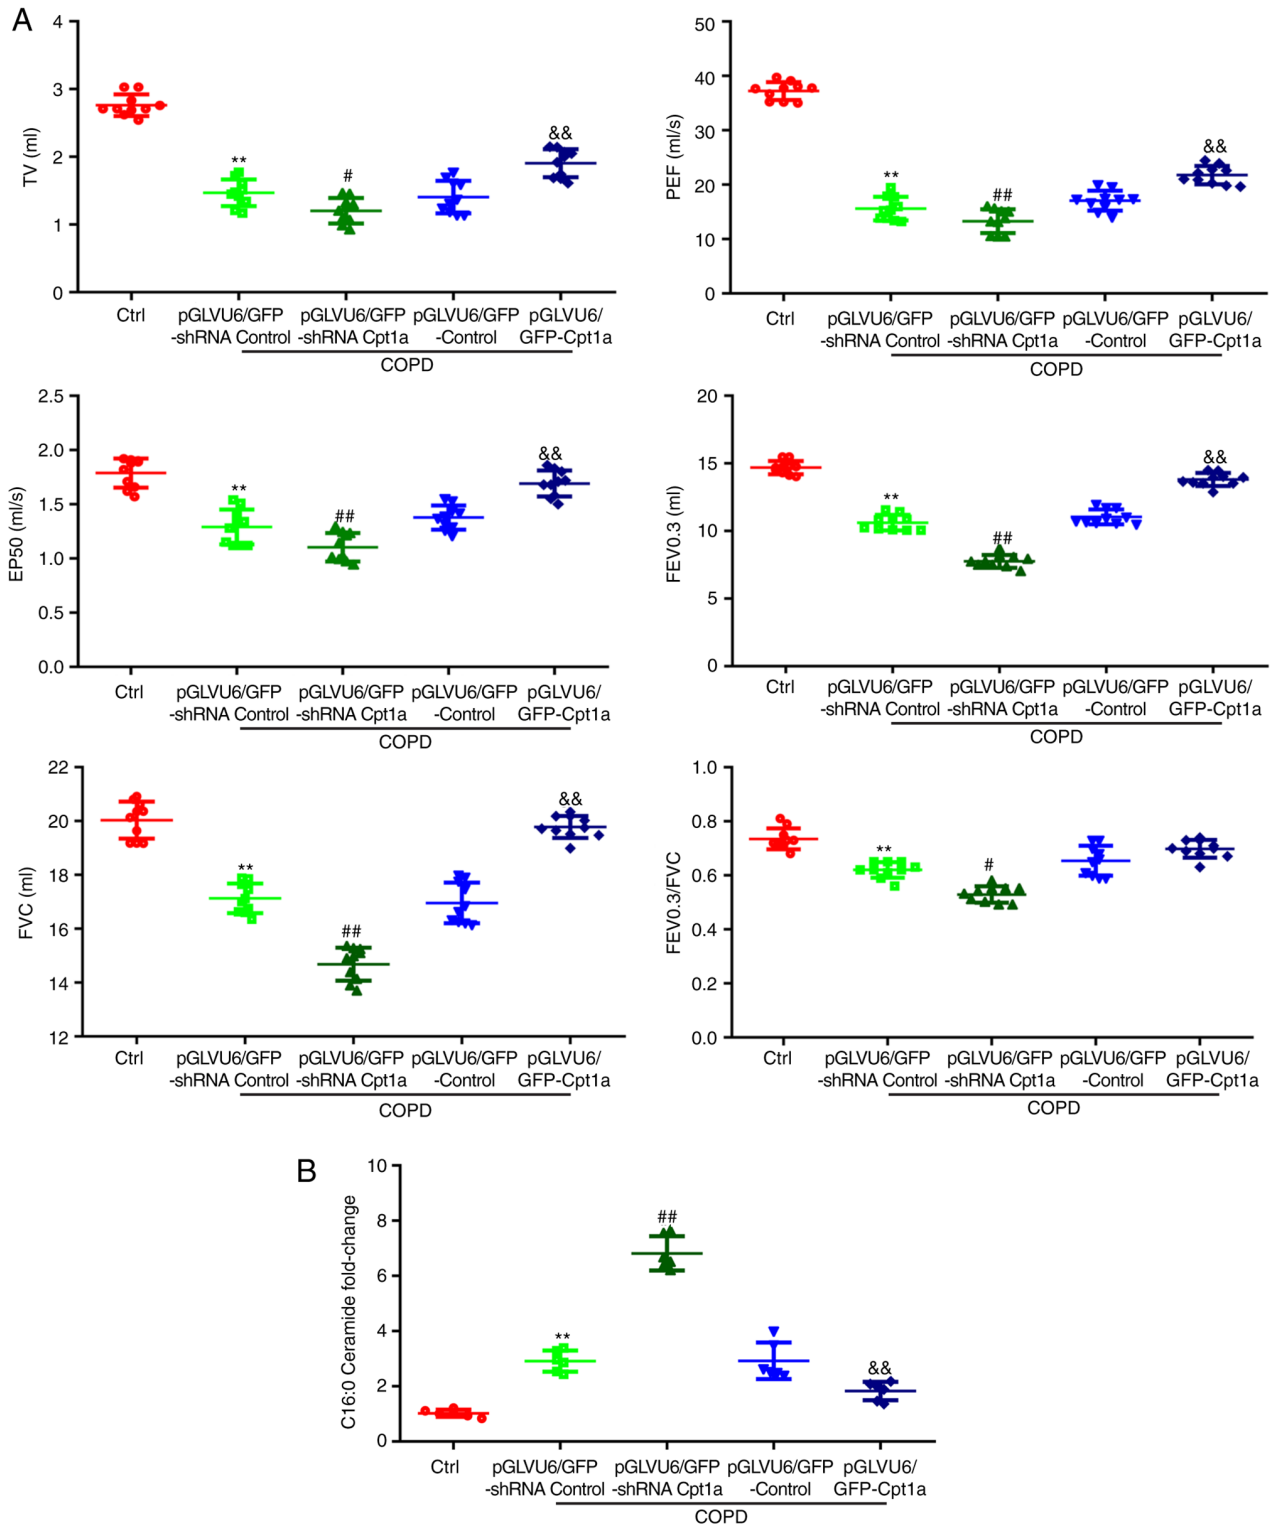 A
4
3
2
1
0
TV (ml)
**
#
&&
Ctrl
pGLVU6/GFP
-shRNA Control
pGLVU6/GFP
-shRNA Cpt1a
pGLVU6/GFP
-Control
pGLVU6/
GFP-Cpt1a
COPD
50
40
30
20
10
0
PEF (ml/s)
**
##
&&
Ctrl
pGLVU6/GFP
-shRNA Control
pGLVU6/GFP
-shRNA Cpt1a
pGLVU6/GFP
-Control
pGLVU6/
GFP-Cpt1a
COPD
2.5
2.0
1.5
1.0
0.5
0.0
EP50 (ml/s)
**
##
&&
Ctrl
pGLVU6/GFP
-shRNA Control
pGLVU6/GFP
-shRNA Cpt1a
pGLVU6/GFP
-Control
pGLVU6/
GFP-Cpt1a
COPD
20
15
10
5
0
FEV0.3 (ml)
**
##
&&
Ctrl
pGLVU6/GFP
-shRNA Control
pGLVU6/GFP
-shRNA Cpt1a
pGLVU6/GFP
-Control
pGLVU6/
GFP-Cpt1a
COPD
22
20
18
16
14
12
FVC (ml)
**
##
&&
Ctrl
pGLVU6/GFP
-shRNA Control
pGLVU6/GFP
-shRNA Cpt1a
pGLVU6/GFP
-Control
pGLVU6/
GFP-Cpt1a
COPD
1.0
0.8
0.6
0.4
0.2
0.0
FEV0.3/FVC
**
#
Ctrl
pGLVU6/GFP
-shRNA Control
pGLVU6/GFP
-shRNA Cpt1a
pGLVU6/GFP
-Control
pGLVU6/
GFP-Cpt1a
COPD
B
10
8
6
4
2
0
C16:0 Ceramide fold-change
**
##
&&
Ctrl
pGLVU6/GFP
-shRNA Control
pGLVU6/GFP
-shRNA Cpt1a
pGLVU6/GFP
-Control
pGLVU6/
GFP-Cpt1a
COPD